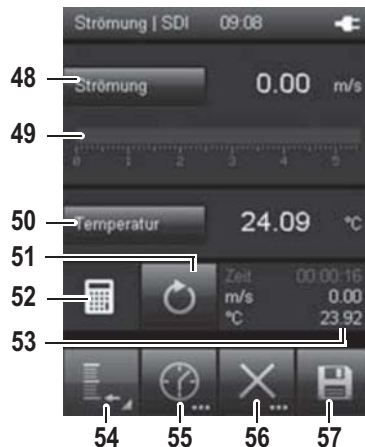 Strömung | SDI 09:08
48 Strömung 0.00 m/s
49
0 1 2 3 4 5
50 Temperatur 24.09 °C
51
52 Zeit 00:00:16
m/s 0.00
°C 23.92
53
54 55 56 57